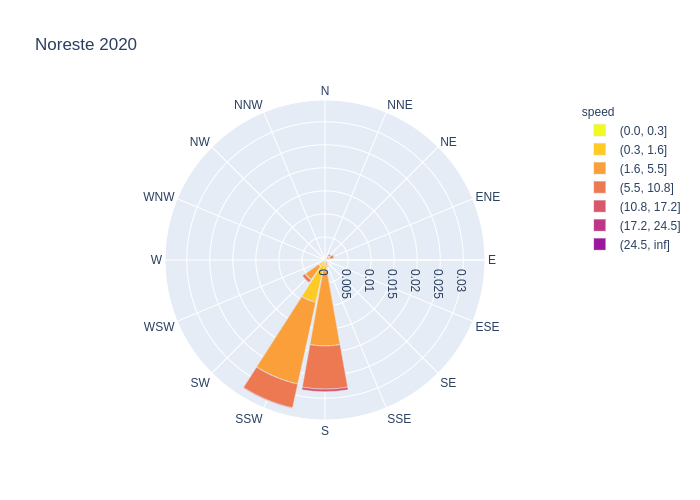 Noreste 2020
N
NNW
NNE
NW
NE
WNW
ENE
W
E
WSW
ESE
SW
SE
SSW
SSE
S
0
0.005
0.01
0.015
0.02
0.025
0.03
speed
(0.0, 0.3]
(0.3, 1.6]
(1.6, 5.5]
(5.5, 10.8]
(10.8, 17.2]
(17.2, 24.5]
(24.5, inf]